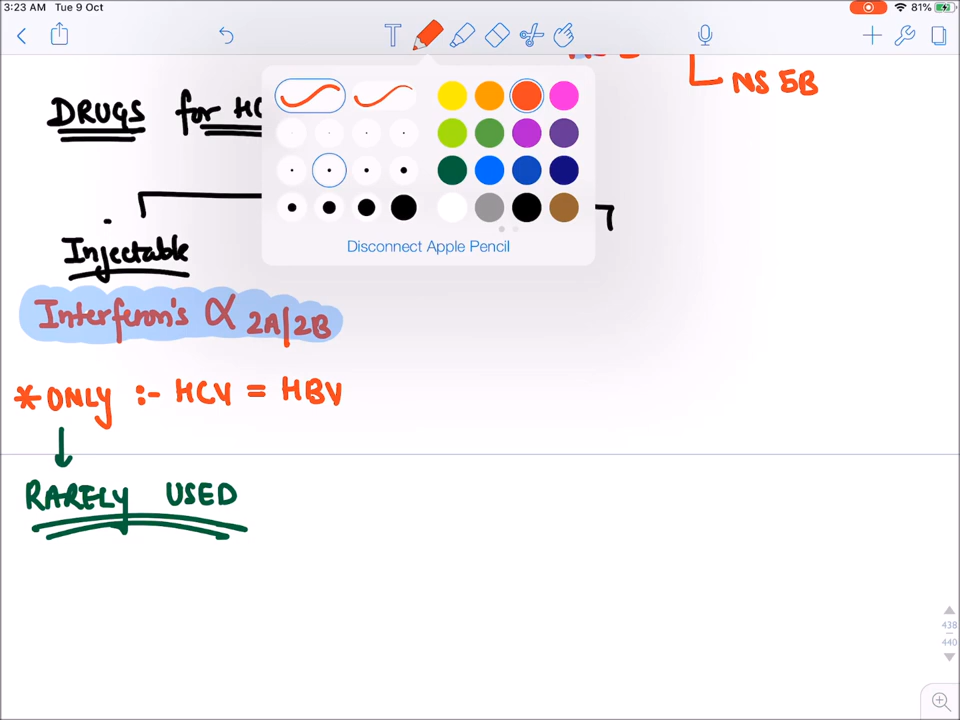 3:23 AM Tue 9 Oct
81%
T
NS 5B
DRUGS for HC
Disconnect Apple Pencil
Injectable
Interferon's α 2A/2B
*ONLY :- HCV = HBV
↓
RARELY USED
438
440